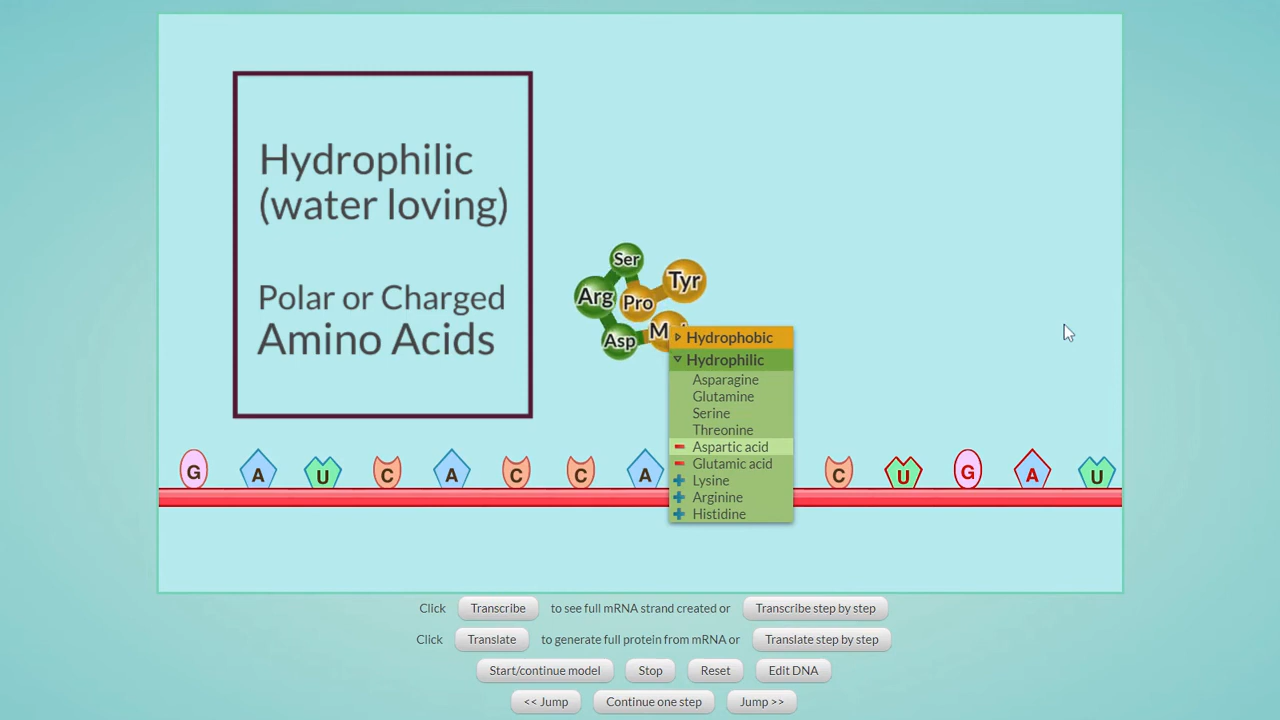 Hydrophilic
(water loving)
Polar or Charged
Amino Acids
Ser
Tyr
Arg
Pro
M
Asp
Hydrophobic
Hydrophilic
Asparagine
Glutamine
Serine
Threonine
Aspartic acid
Glutamic acid
Lysine
Arginine
Histidine
G A U C A C C A C U G A U
Click Transcribe to see full mRNA strand created or Transcribe step by step
Click Translate to generate full protein from mRNA or Translate step by step
Start/continue model Stop Reset Edit DNA
<< Jump Continue one step Jump >>